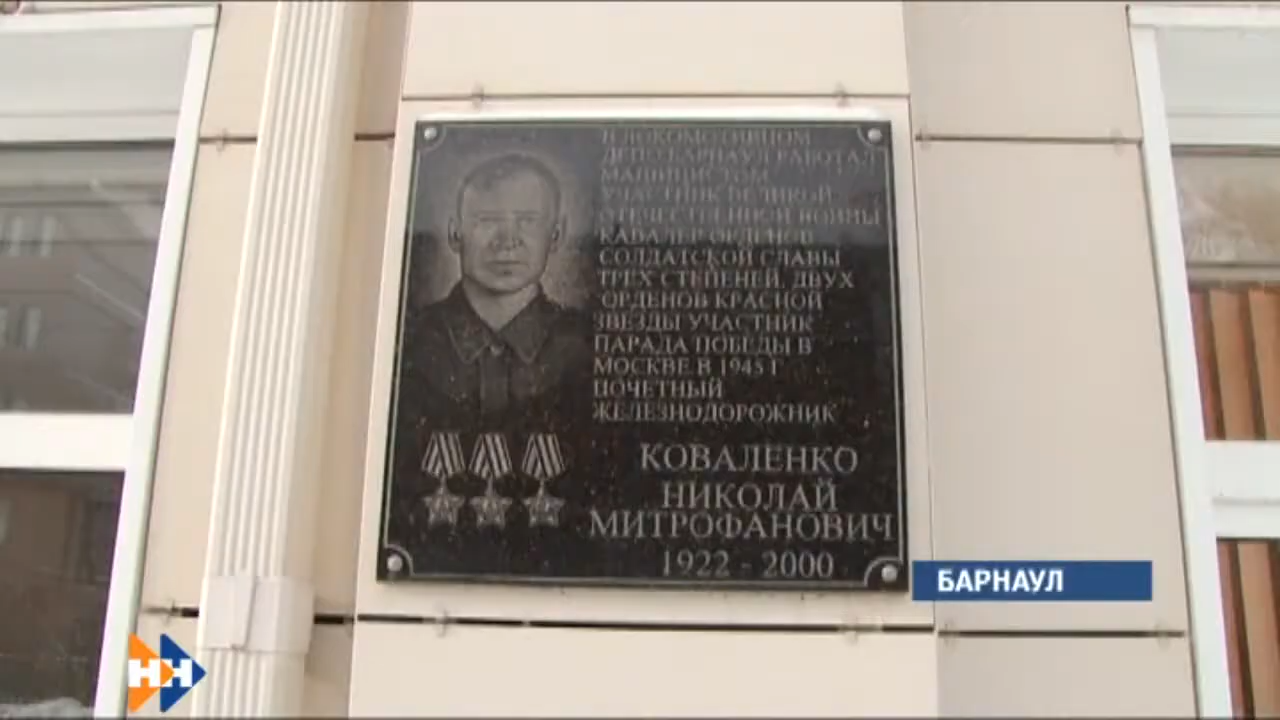 В ЛОКОМОТИВНОМ
ДЕПО БАРНАУЛ РАБОТАЛ
МАШИНИСТОМ
УЧАСТНИК ВЕЛИКОЙ
ОТЕЧЕСТВЕННОЙ ВОЙНЫ
КАВАЛЕР ОРДЕНОВ
СОЛДАТСКОЙ СЛАВЫ
ТРЕХ СТЕПЕНЕЙ, ДВУХ
ОРДЕНОВ КРАСНОЙ
ЗВЕЗДЫ УЧАСТНИК
ПАРАДА ПОБЕДЫ В
МОСКВЕ В 1945 Г
ПОЧЕТНЫЙ
ЖЕЛЕЗНОДОРОЖНИК
КОВАЛЕНКО
НИКОЛАЙ
МИТРОФАНОВИЧ
1922 - 2000
БАРНАУЛ
НН